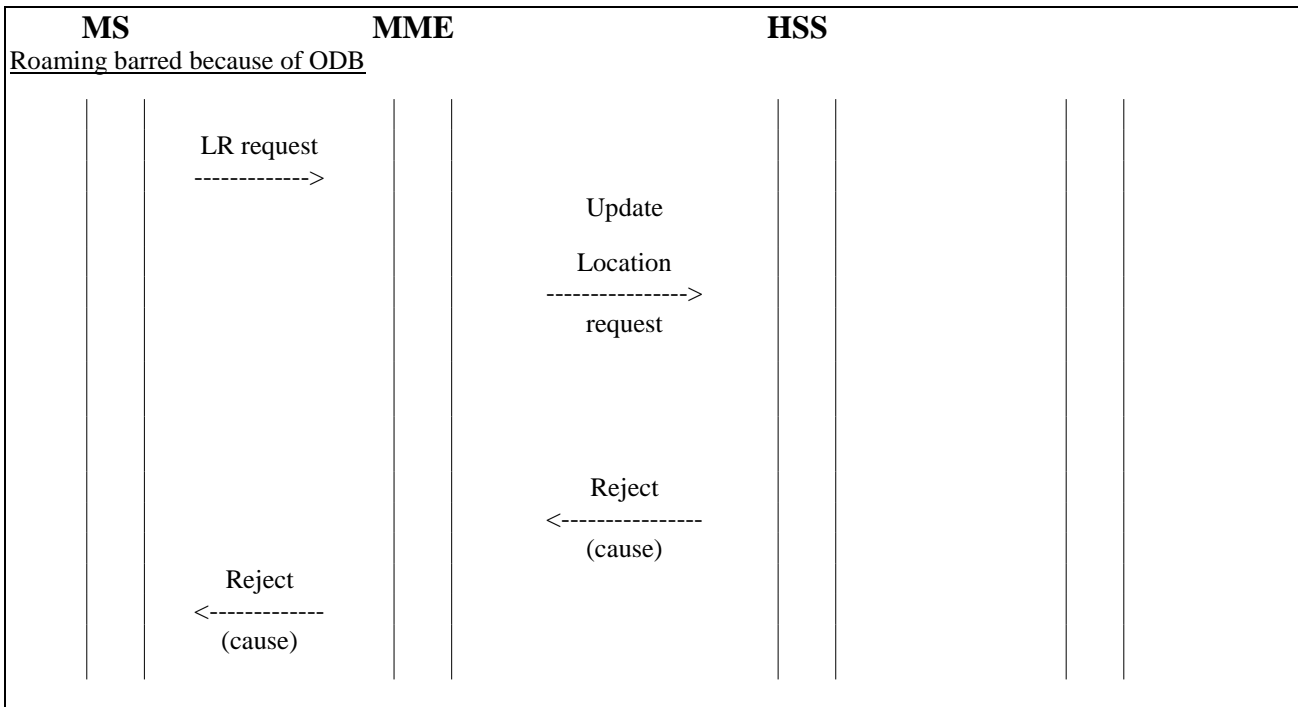 MS MME HSS
Roaming barred because of ODB
LR request
------------->
Update
Location
---------------->
request
Reject
<----------------
(cause)
Reject
<-------------
(cause)